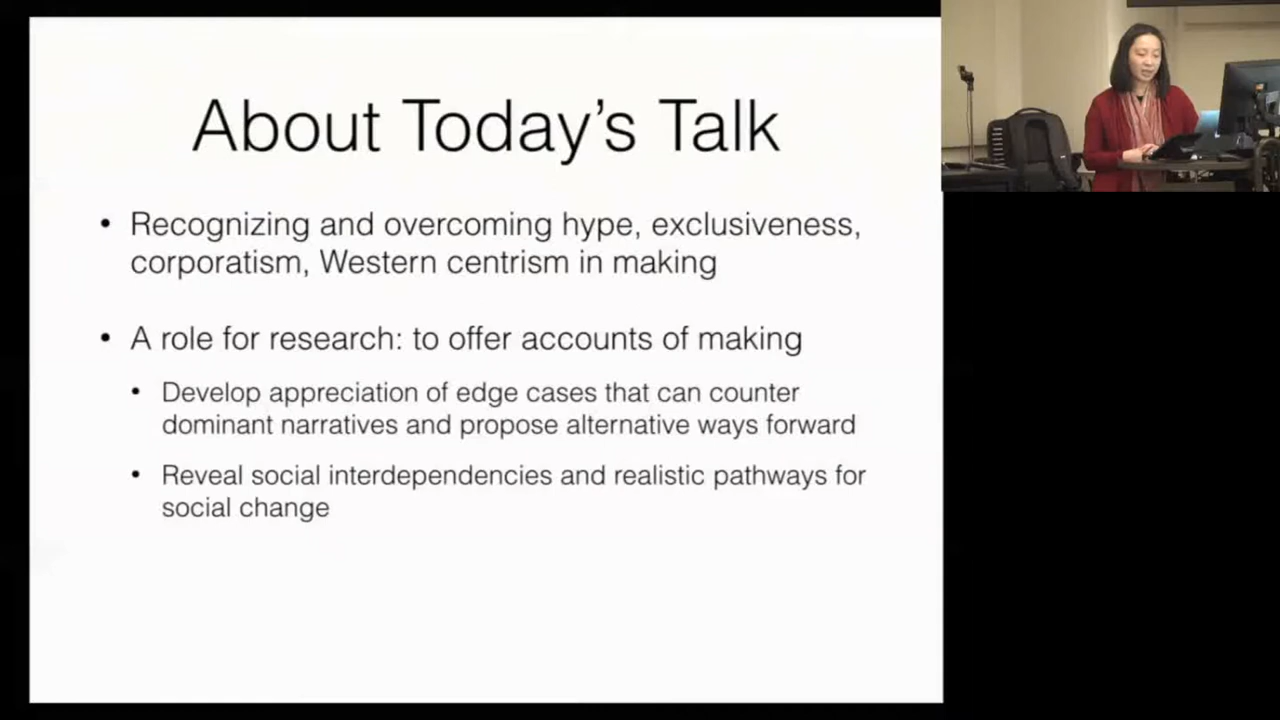 About Today's Talk
• Recognizing and overcoming hype, exclusiveness,
corporatism, Western centrism in making
• A role for research: to offer accounts of making
• Develop appreciation of edge cases that can counter
dominant narratives and propose alternative ways forward
• Reveal social interdependencies and realistic pathways for
social change